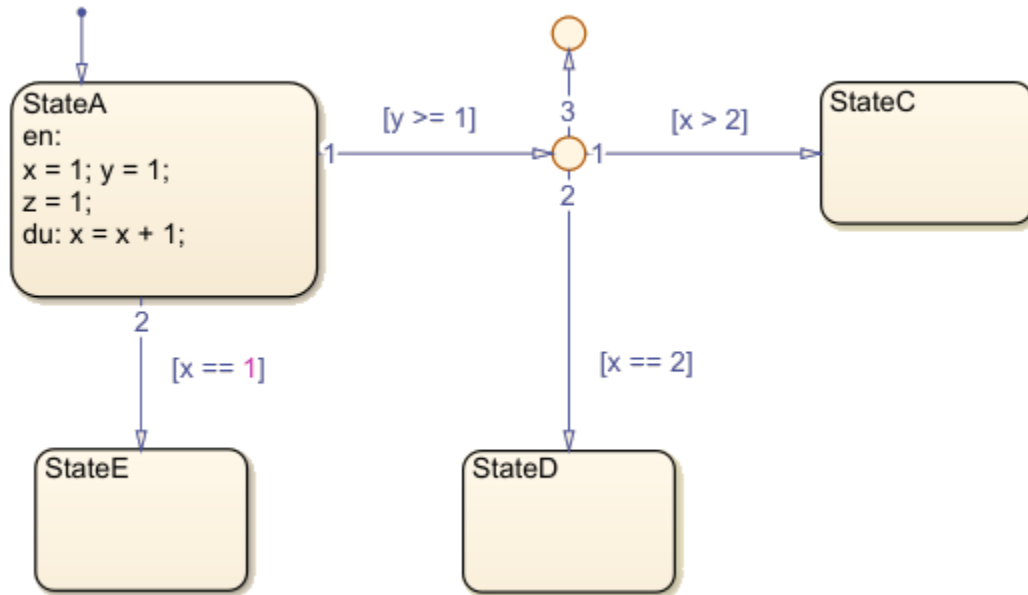 StateA
en:
x = 1; y = 1;
z = 1;
du: x = x + 1;
1
[y >= 1]
3
1
[x > 2]
StateC
2
2
[x == 1]
[x == 2]
StateE
StateD